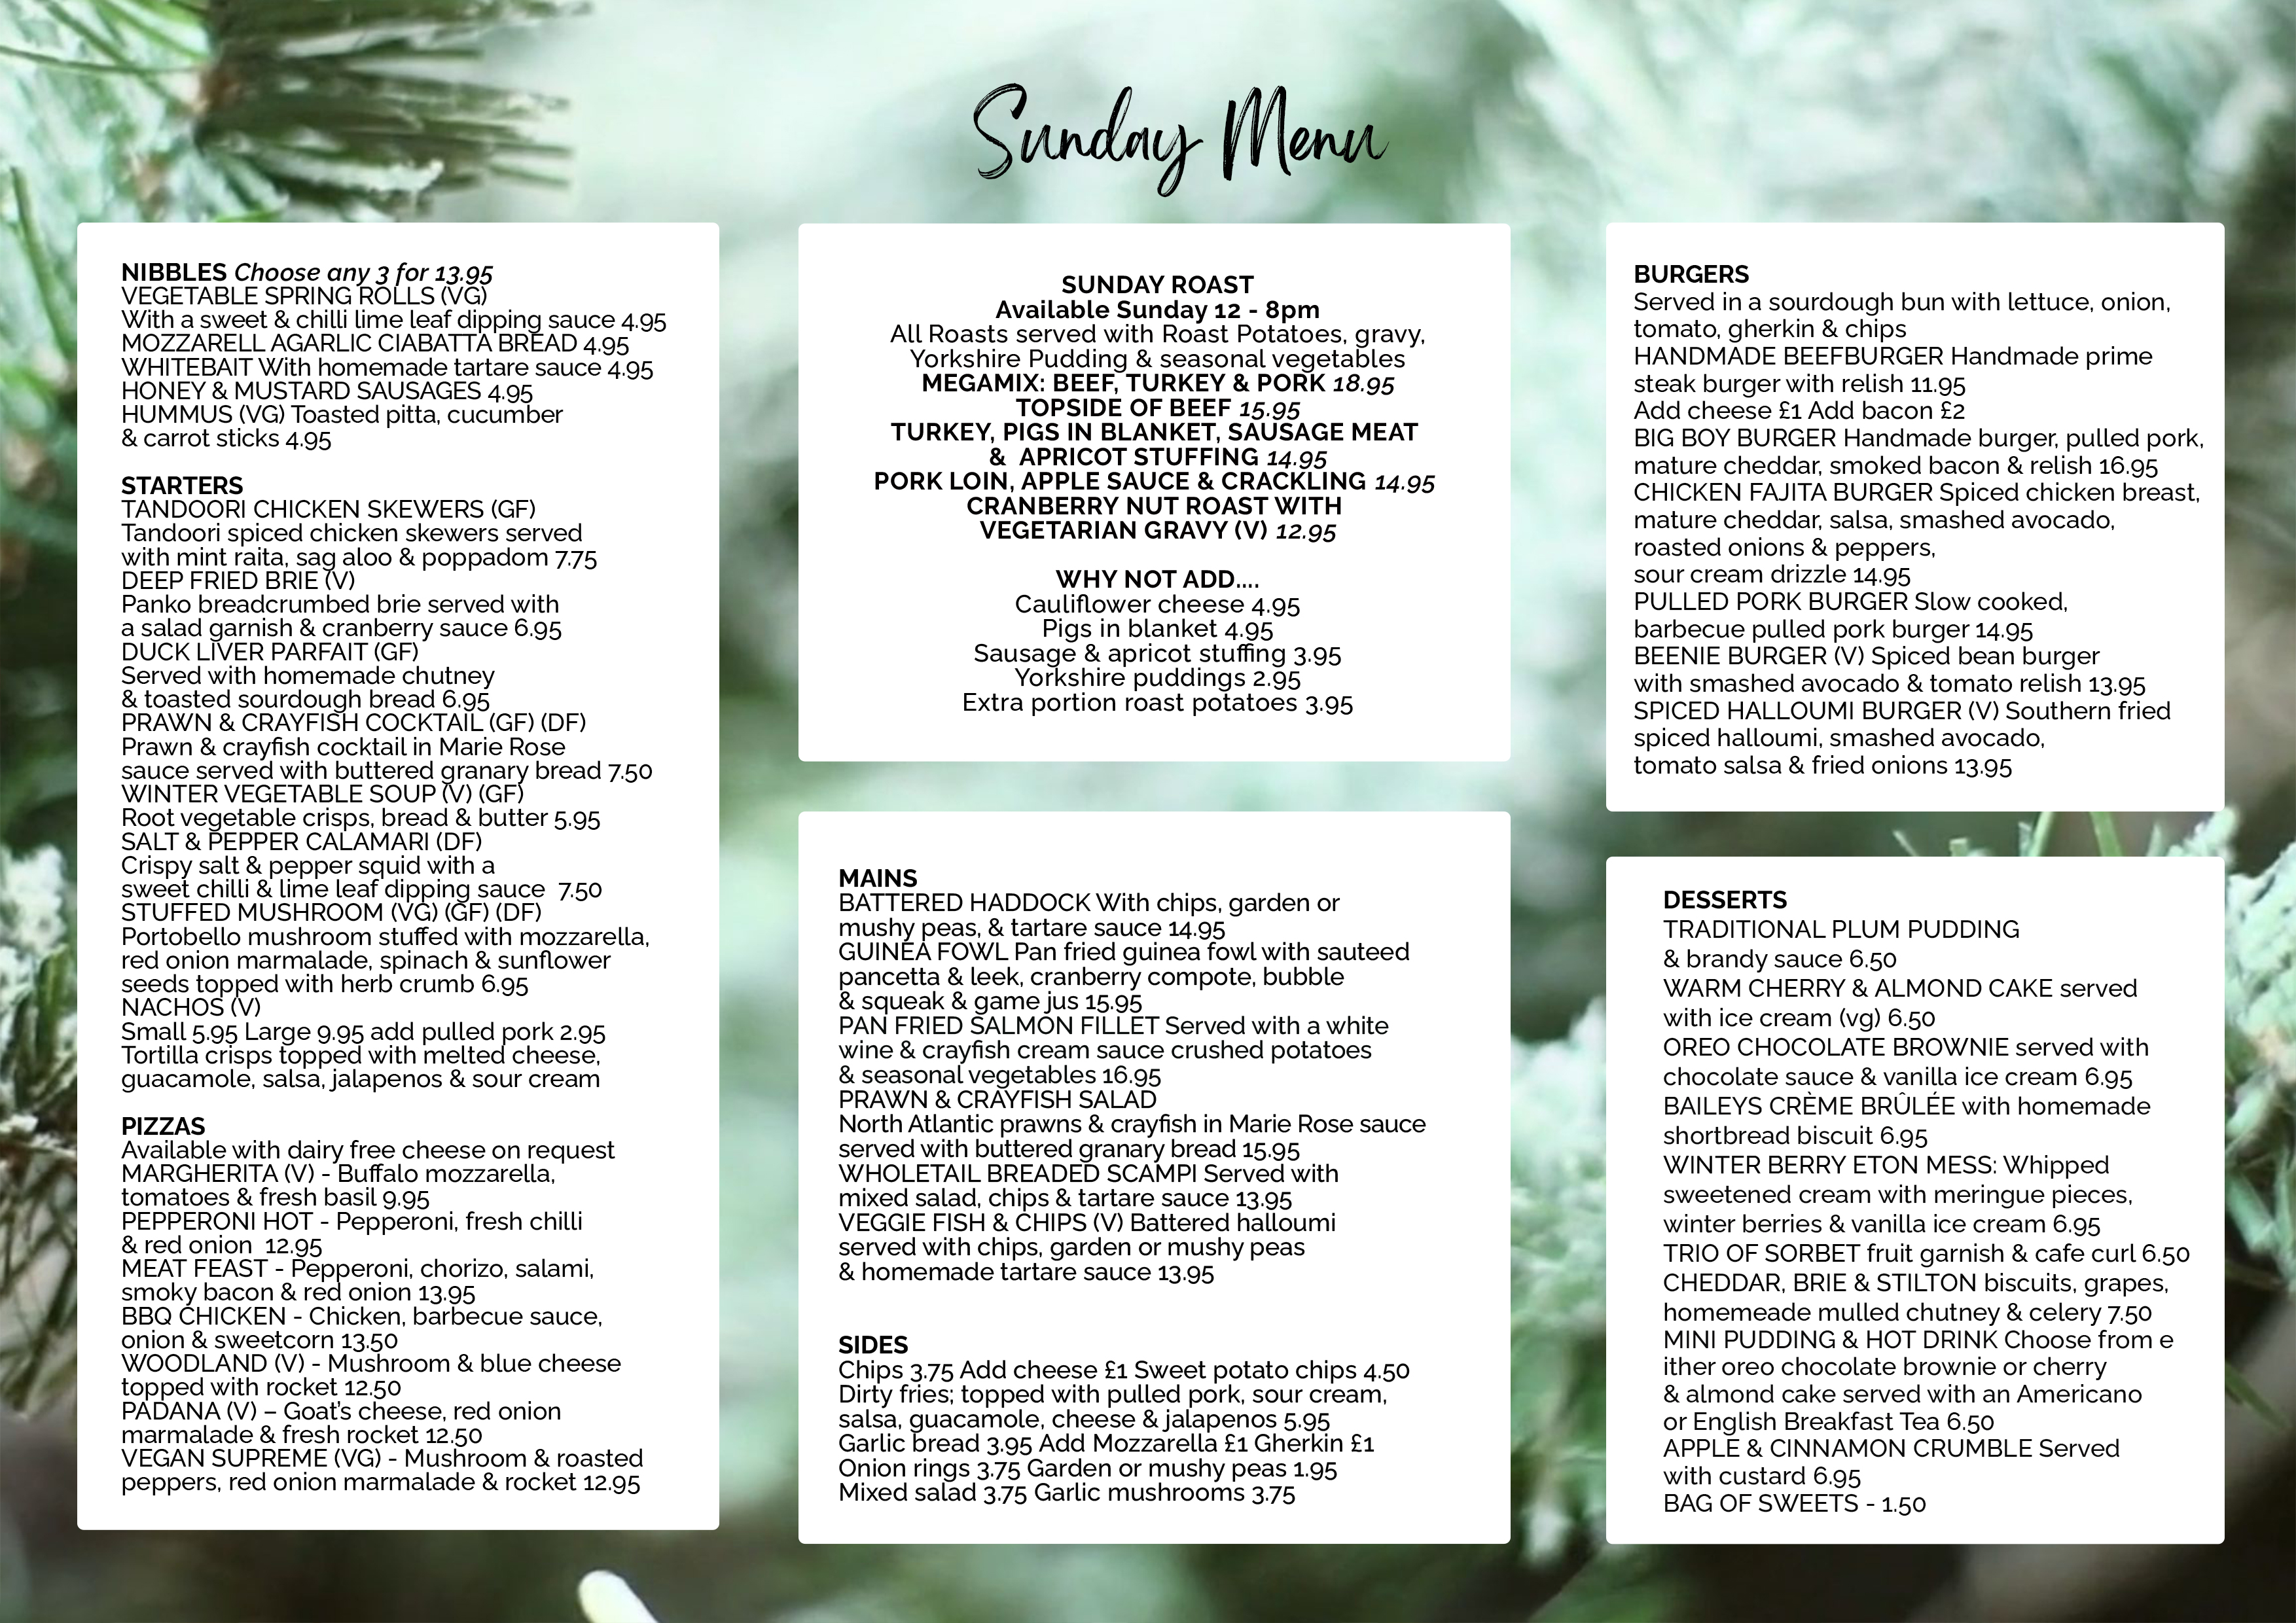 Sunday Menu
NIBBLES Choose any 3 for 13.95
VEGETABLE SPRING ROLLS (VG)
With a sweet & chilli lime leaf dipping sauce 4.95
MOZZARELL AGARLIC CIABATTA BREAD 4.95
WHITEBAIT With homemade tartare sauce 4.95
HONEY & MUSTARD SAUSAGES 4.95
HUMMUS (VG) Toasted pitta, cucumber
& carrot sticks 4.95
STARTERS
TANDOORI CHICKEN SKEWERS (GF)
Tandoori spiced chicken skewers served
with mint raita, sag aloo & poppadom 7.75
DEEP FRIED BRIE (V)
Panko breadcrumbed brie served with
a salad garnish & cranberry sauce 6.95
DUCK LIVER PARFAIT (GF)
Served with homemade chutney
& toasted sourdough bread 6.95
PRAWN & CRAYFISH COCKTAIL (GF) (DF)
Prawn & crayfish cocktail in Marie Rose
sauce served with buttered granary bread 7.50
WINTER VEGETABLE SOUP (V) (GF)
Root vegetable crisps, bread & butter 5.95
SALT & PEPPER CALAMARI (DF)
Crispy salt & pepper squid with a
sweet chilli & lime leaf dipping sauce 7.50
STUFFED MUSHROOM (VG) (GF) (DF)
Portobello mushroom stuffed with mozzarella,
red onion marmalade, spinach & sunflower
seeds topped with herb crumb 6.95
NACHOS (V)
Small 5.95 Large 9.95 add pulled pork 2.95
Tortilla crisps topped with melted cheese,
guacamole, salsa, jalapenos & sour cream
PIZZAS
Available with dairy free cheese on request
MARGHERITA (V) - Buffalo mozzarella,
tomatoes & fresh basil 9.95
PEPPERONI HOT - Pepperoni, fresh chilli
& red onion 12.95
MEAT FEAST - Pepperoni, chorizo, salami,
smoky bacon & red onion 13.95
BBQ CHICKEN - Chicken, barbecue sauce,
onion & sweetcorn 13.50
WOODLAND (V) - Mushroom & blue cheese
topped with rocket 12.50
PADANA (V) – Goat's cheese, red onion
marmalade & fresh rocket 12.50
VEGAN SUPREME (VG) - Mushroom & roasted
peppers, red onion marmalade & rocket 12.95
SUNDAY ROAST
Available Sunday 12 - 8pm
All Roasts served with Roast Potatoes, gravy,
Yorkshire Pudding & seasonal vegetables
MEGAMIX: BEEF, TURKEY & PORK 18.95
TOPSIDE OF BEEF 15.95
TURKEY, PIGS IN BLANKET, SAUSAGE MEAT
& APRICOT STUFFING 14.95
PORK LOIN, APPLE SAUCE & CRACKLING 14.95
CRANBERRY NUT ROAST WITH
VEGETARIAN GRAVY (V) 12.95
WHY NOT ADD....
Cauliflower cheese 4.95
Pigs in blanket 4.95
Sausage & apricot stuffing 3.95
Yorkshire puddings 2.95
Extra portion roast potatoes 3.95
MAINS
BATTERED HADDOCK With chips, garden or
mushy peas, & tartare sauce 14.95
GUINEA FOWL Pan fried guinea fowl with sauteed
pancetta & leek, cranberry compote, bubble
& squeak & game jus 15.95
PAN FRIED SALMON FILLET Served with a white
wine & crayfish cream sauce crushed potatoes
& seasonal vegetables 16.95
PRAWN & CRAYFISH SALAD
North Atlantic prawns & crayfish in Marie Rose sauce
served with buttered granary bread 15.95
WHOLETAIL BREADED SCAMPI Served with
mixed salad, chips & tartare sauce 13.95
VEGGIE FISH & CHIPS (V) Battered halloumi
served with chips, garden or mushy peas
& homemade tartare sauce 13.95
SIDES
Chips 3.75 Add cheese £1 Sweet potato chips 4.50
Dirty fries; topped with pulled pork, sour cream,
salsa, guacamole, cheese & jalapenos 5.95
Garlic bread 3.95 Add Mozzarella £1 Gherkin £1
Onion rings 3.75 Garden or mushy peas 1.95
Mixed salad 3.75 Garlic mushrooms 3.75
BURGERS
Served in a sourdough bun with lettuce, onion,
tomato, gherkin & chips
HANDMADE BEEFBURGER Handmade prime
steak burger with relish 11.95
Add cheese £1 Add bacon £2
BIG BOY BURGER Handmade burger, pulled pork,
mature cheddar, smoked bacon & relish 16.95
CHICKEN FAJITA BURGER Spiced chicken breast,
mature cheddar, salsa, smashed avocado,
roasted onions & peppers,
sour cream drizzle 14.95
PULLED PORK BURGER Slow cooked,
barbecue pulled pork burger 14.95
BEENIE BURGER (V) Spiced bean burger
with smashed avocado & tomato relish 13.95
SPICED HALLOUMI BURGER (V) Southern fried
spiced halloumi, smashed avocado,
tomato salsa & fried onions 13.95
DESSERTS
TRADITIONAL PLUM PUDDING
& brandy sauce 6.50
WARM CHERRY & ALMOND CAKE served
with ice cream (vg) 6.50
OREO CHOCOLATE BROWNIE served with
chocolate sauce & vanilla ice cream 6.95
BAILEYS CRÈME BRÛLÉE with homemade
shortbread biscuit 6.95
WINTER BERRY ETON MESS: Whipped
sweetened cream with meringue pieces,
winter berries & vanilla ice cream 6.95
TRIO OF SORBET fruit garnish & cafe curl 6.50
CHEDDAR, BRIE & STILTON biscuits, grapes,
homemeade mulled chutney & celery 7.50
MINI PUDDING & HOT DRINK Choose from e
ither oreo chocolate brownie or cherry
& almond cake served with an Americano
or English Breakfast Tea 6.50
APPLE & CINNAMON CRUMBLE Served
with custard 6.95
BAG OF SWEETS - 1.50